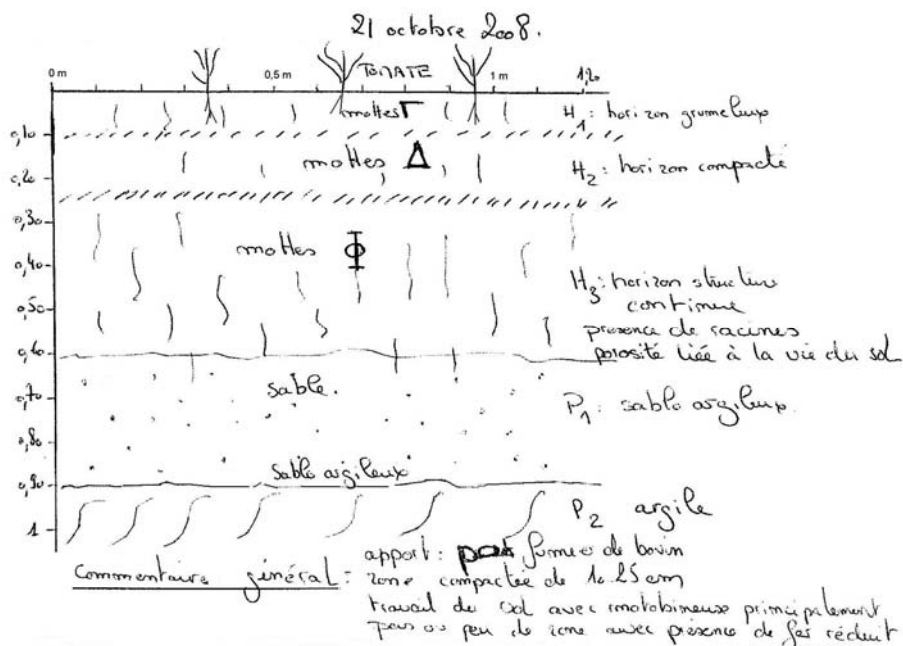 21 octobre 2008.
0 m 0,5 m TOMATE 1 m 1,20
mottes Γ H1: horizon grumeleux
0,10
mottes Δ H2: horizon compacté
0,20
0,30
mottes Φ
0,40
H3: horizon structure
0,50 continue
présence de racines
0,60 porosité liée à la vie du sol
sable.
0,70 P1: sablo argileux
0,80
0,90 sablo argileux
P2 argile
1
apport: fumier de bovin
Commentaire général: zone compactée de 10 25 cm
travail du sol avec motobineuse principalement
pas ou peu de zone avec présence de fer réduit